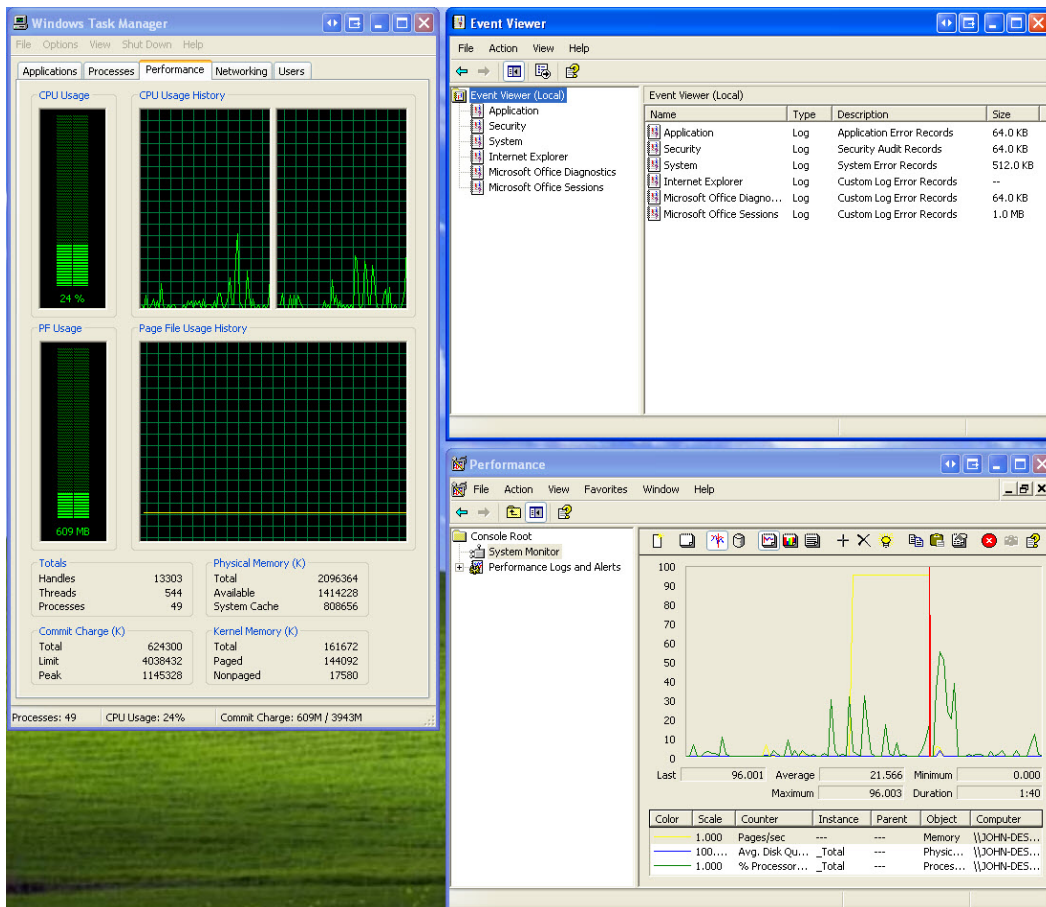 Windows Task Manager
File Options View Shut Down Help
Applications Processes Performance Networking Users
CPU Usage CPU Usage History
24 %
PF Usage Page File Usage History
609 MB
Totals
Handles 13303
Threads 544
Processes 49
Physical Memory (K)
Total 2096364
Available 1414228
System Cache 808656
Commit Charge (K)
Total 624300
Limit 4038432
Peak 1145328
Kernel Memory (K)
Total 161672
Paged 144092
Nonpaged 17580
Processes: 49 CPU Usage: 24% Commit Charge: 609M / 3943M
Event Viewer
File Action View Help
Event Viewer (Local)
Application
Security
System
Internet Explorer
Microsoft Office Diagnostics
Microsoft Office Sessions
Event Viewer (Local)
Name Type Description Size
Application Log Application Error Records 64.0 KB
Security Log Security Audit Records 64.0 KB
System Log System Error Records 512.0 KB
Internet Explorer Log Custom Log Error Records --
Microsoft Office Diagno... Log Custom Log Error Records 64.0 KB
Microsoft Office Sessions Log Custom Log Error Records 1.0 MB
Performance
File Action View Favorites Window Help
Console Root
System Monitor
Performance Logs and Alerts
100
90
80
70
60
50
40
30
20
10
0
Last 96.001 Average 21.566 Minimum 0.000
Maximum 96.003 Duration 1:40
Color Scale Counter Instance Parent Object Computer
1.000 Pages/sec --- --- Memory \\JOHN-DES...
100.... Avg. Disk Qu... _Total --- Physic... \\JOHN-DES...
1.000 % Processor... _Total --- Proces... \\JOHN-DES...